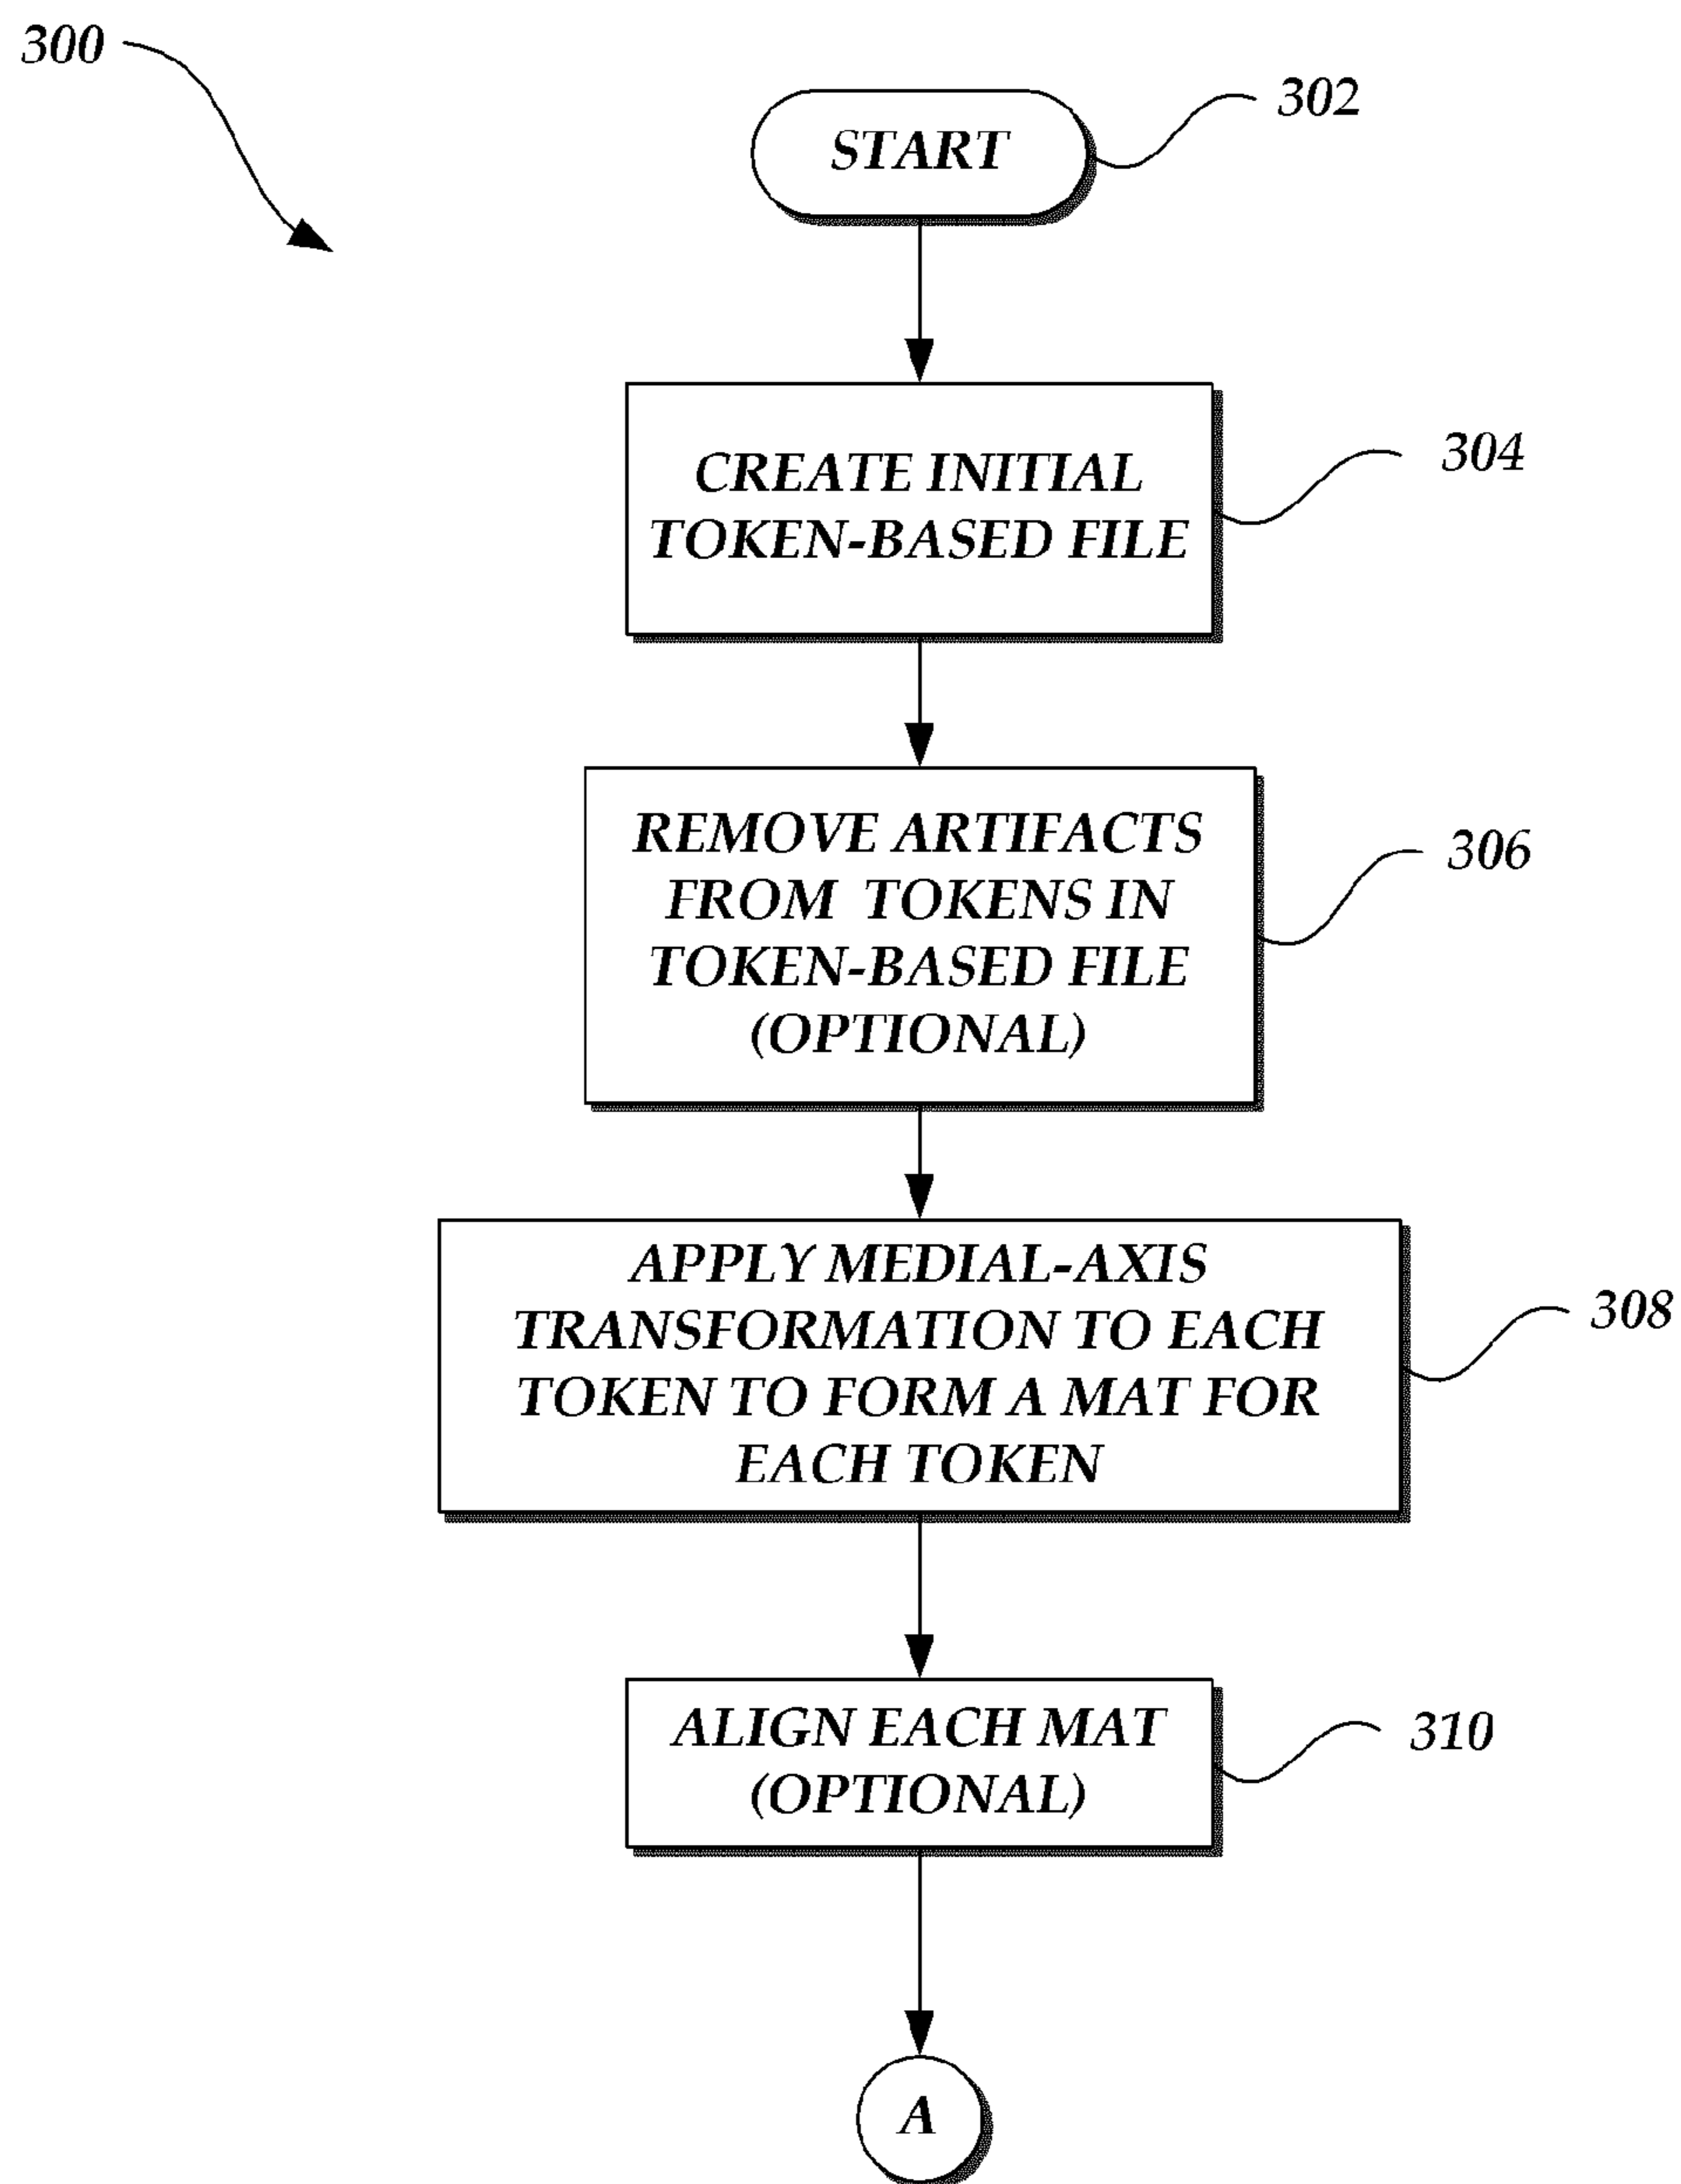 300
302
START
304
CREATE INITIAL
TOKEN-BASED FILE
306
REMOVE ARTIFACTS
FROM TOKENS IN
TOKEN-BASED FILE
(OPTIONAL)
308
APPLY MEDIAL-AXIS
TRANSFORMATION TO EACH
TOKEN TO FORM A MAT FOR
EACH TOKEN
310
ALIGN EACH MAT
(OPTIONAL)
A